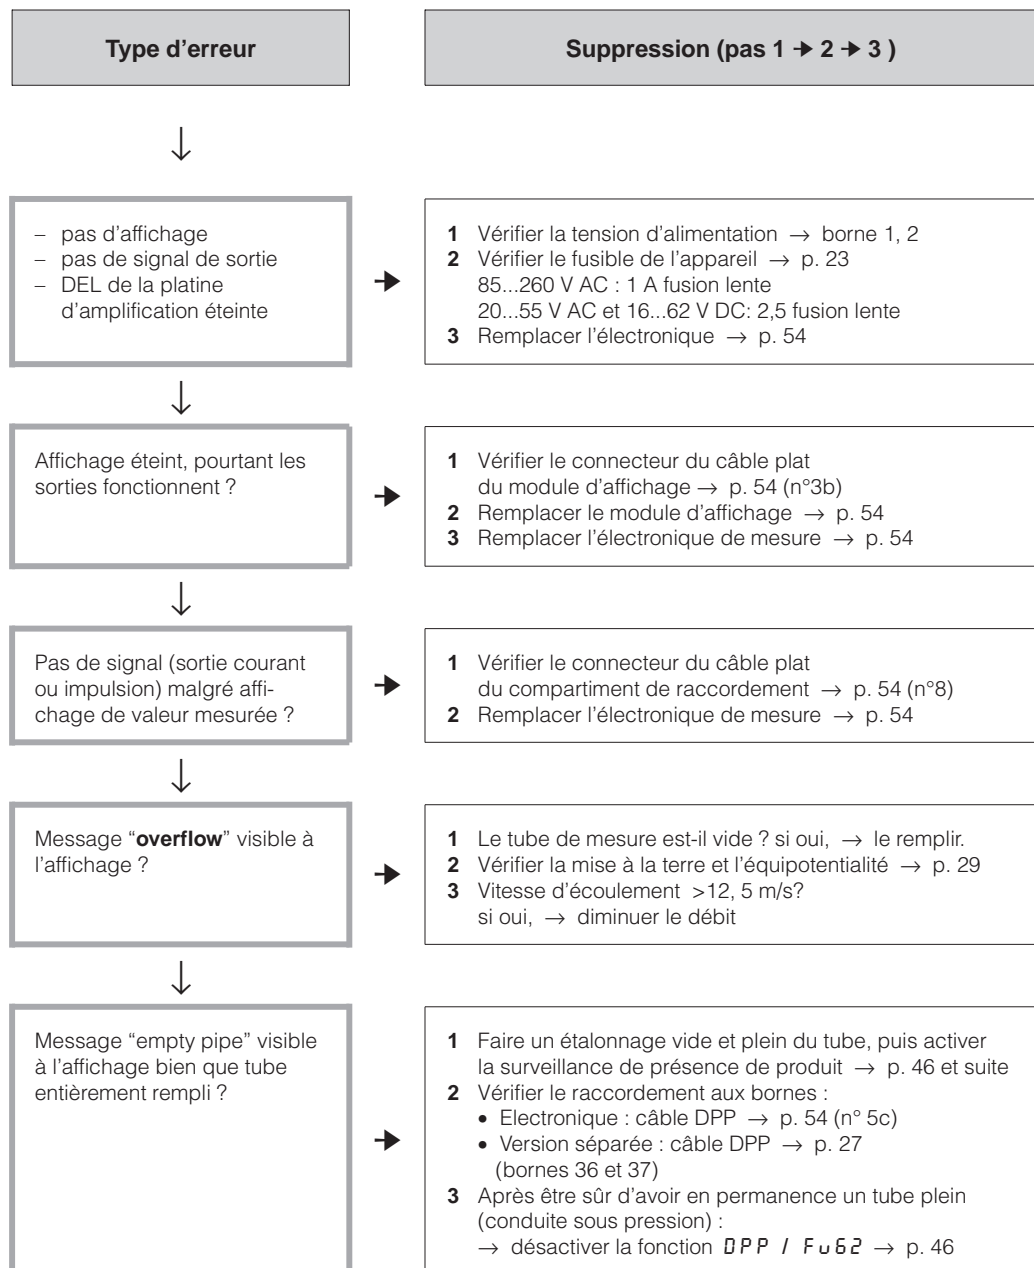 Type d'erreur
Suppression (pas 1 → 2 → 3 )
– pas d'affichage
– pas de signal de sortie
– DEL de la platine
d'amplification éteinte
1 Vérifier la tension d'alimentation → borne 1, 2
2 Vérifier le fusible de l'appareil → p. 23
85...260 V AC : 1 A fusion lente
20...55 V AC et 16...62 V DC: 2,5 fusion lente
3 Remplacer l'électronique → p. 54
Affichage éteint, pourtant les
sorties fonctionnent ?
1 Vérifier le connecteur du câble plat
du module d'affichage → p. 54 (n°3b)
2 Remplacer le module d'affichage → p. 54
3 Remplacer l'électronique de mesure → p. 54
Pas de signal (sortie courant
ou impulsion) malgré affi-
chage de valeur mesurée ?
1 Vérifier le connecteur du câble plat
du compartiment de raccordement → p. 54 (n°8)
2 Remplacer l'électronique de mesure → p. 54
Message “overflow” visible à
l'affichage ?
1 Le tube de mesure est-il vide ? si oui, → le remplir.
2 Vérifier la mise à la terre et l'équipotentialité → p. 29
3 Vitesse d'écoulement >12, 5 m/s?
si oui, → diminuer le débit
Message “empty pipe” visible
à l'affichage bien que tube
entièrement rempli ?
1 Faire un étalonnage vide et plein du tube, puis activer
la surveillance de présence de produit → p. 46 et suite
2 Vérifier le raccordement aux bornes :
• Electronique : câble DPP → p. 54 (n° 5c)
• Version séparée : câble DPP → p. 27
(bornes 36 et 37)
3 Après être sûr d'avoir en permanence un tube plein
(conduite sous pression) :
→ désactiver la fonction DPP / Fu62 → p. 46